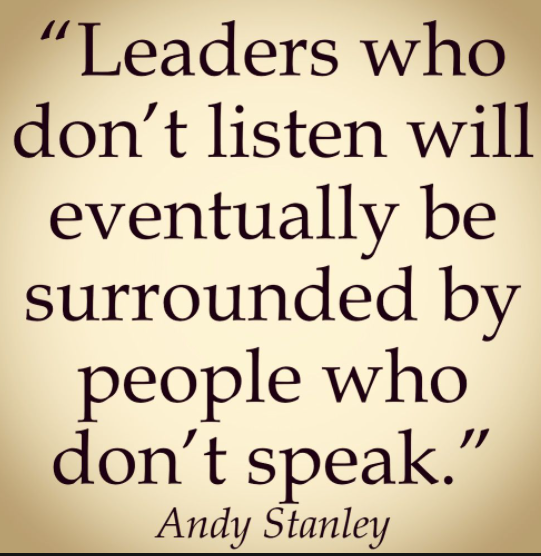 “Leaders who
don’t listen will
eventually be
surrounded by
people who
don’t speak.”
Andy Stanley